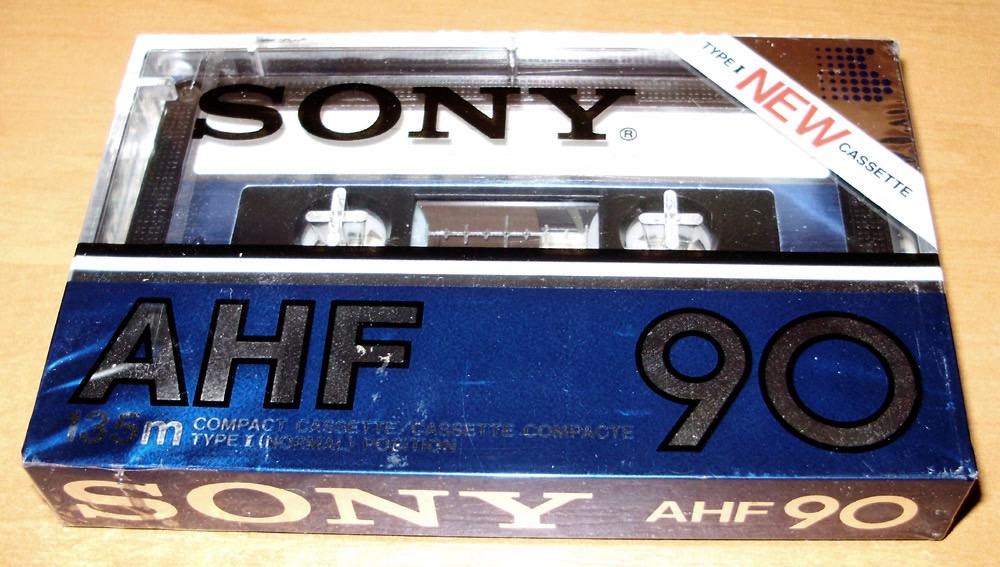 SONY®
TYPE I NEW CASSETTE
AHF 90
135m COMPACT CASSETTE/CASSETTE COMPACTE
TYPE I (NORMAL) POSITION
SONY AHF 90